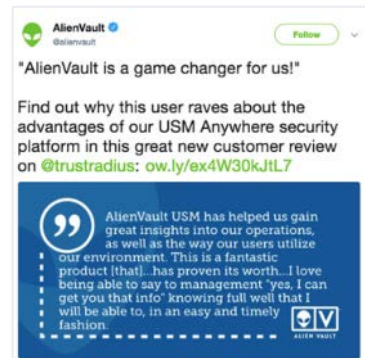 AlienVault
@alienvault
Follow
"AlienVault is a game changer for us!"
Find out why this user raves about the
advantages of our USM Anywhere security
platform in this great new customer review
on @trustradius: ow.ly/ex4W30kJtL7
AlienVault USM has helped us gain
great insights into our operations,
as well as the way our users utilize
our environment. This is a fantastic
product [that]...has proven its worth...I love
being able to say to management "yes, I can
get you that info" knowing full well that I
will be able to, in an easy and timely
fashion.
ALIEN VAULT